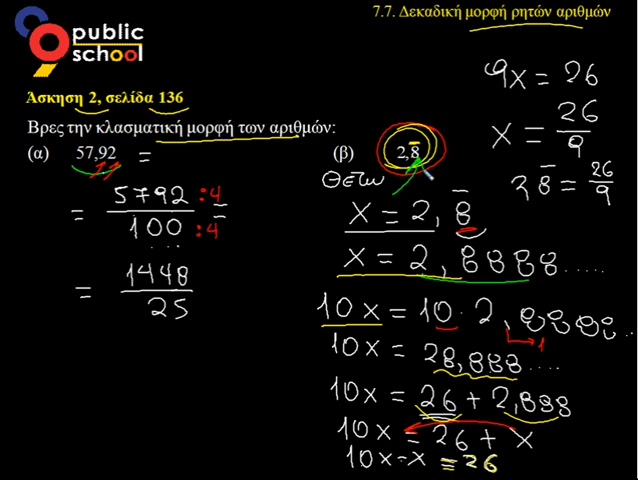 7.7. Δεκαδική μορφή ρητών αριθμών
public
school
Άσκηση 2, σελίδα 136
Βρες την κλασματική μορφή των αριθμών:
(α) 57,92 =
= 5792 :4 / 100 :4 =
= 1448 / 25
(β) 2,8̅
Θετω
x = 2,8̅
x = 2,8888.....
10x = 10 · 2,8888...
1
10x = 28,888....
10x = 26 + 2,888
10x = 26 + x
10x - x = 26
9x = 26
x = 26/9
2,8̅ = 26/9